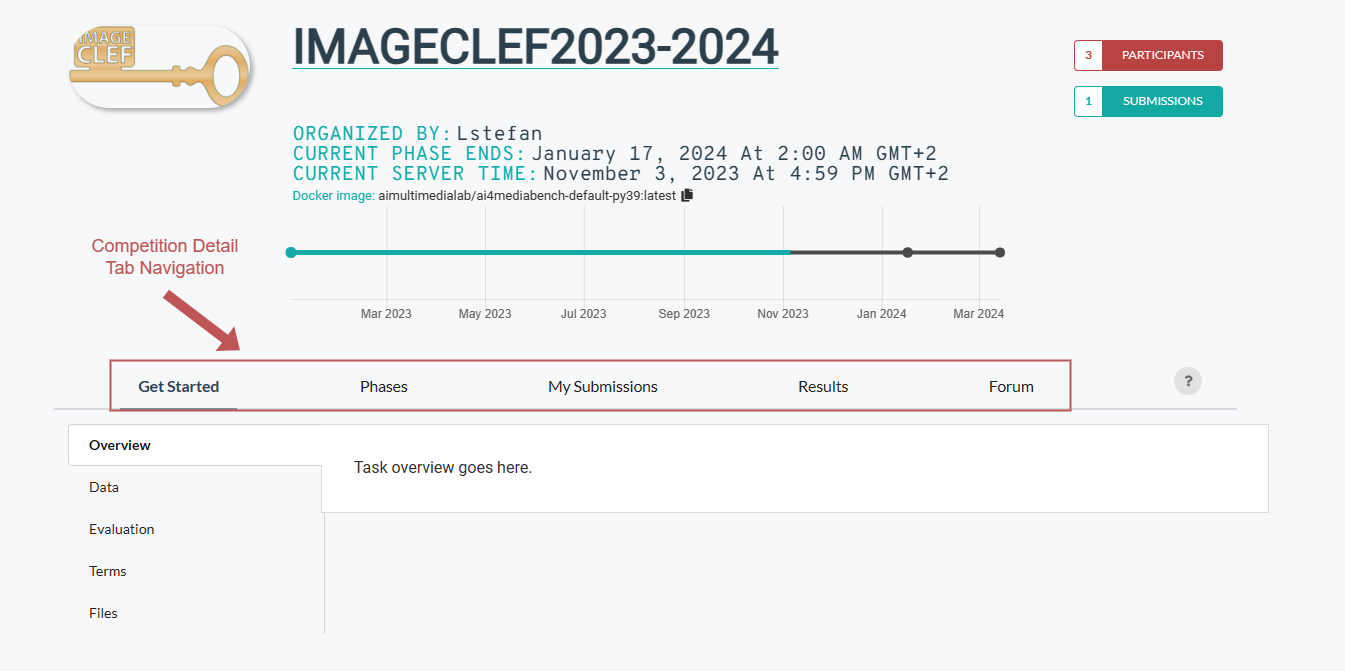 IMAGE
CLEF
IMAGECLEF2023-2024
3 PARTICIPANTS
1 SUBMISSIONS
ORGANIZED BY: Lstefan
CURRENT PHASE ENDS: January 17, 2024 At 2:00 AM GMT+2
CURRENT SERVER TIME: November 3, 2023 At 4:59 PM GMT+2
Docker image: aimultimedialab/ai4mediabench-default-py39:latest
Competition Detail
Tab Navigation
Mar 2023 May 2023 Jul 2023 Sep 2023 Nov 2023 Jan 2024 Mar 2024
Get Started Phases My Submissions Results Forum ?
Overview
Task overview goes here.
Data
Evaluation
Terms
Files